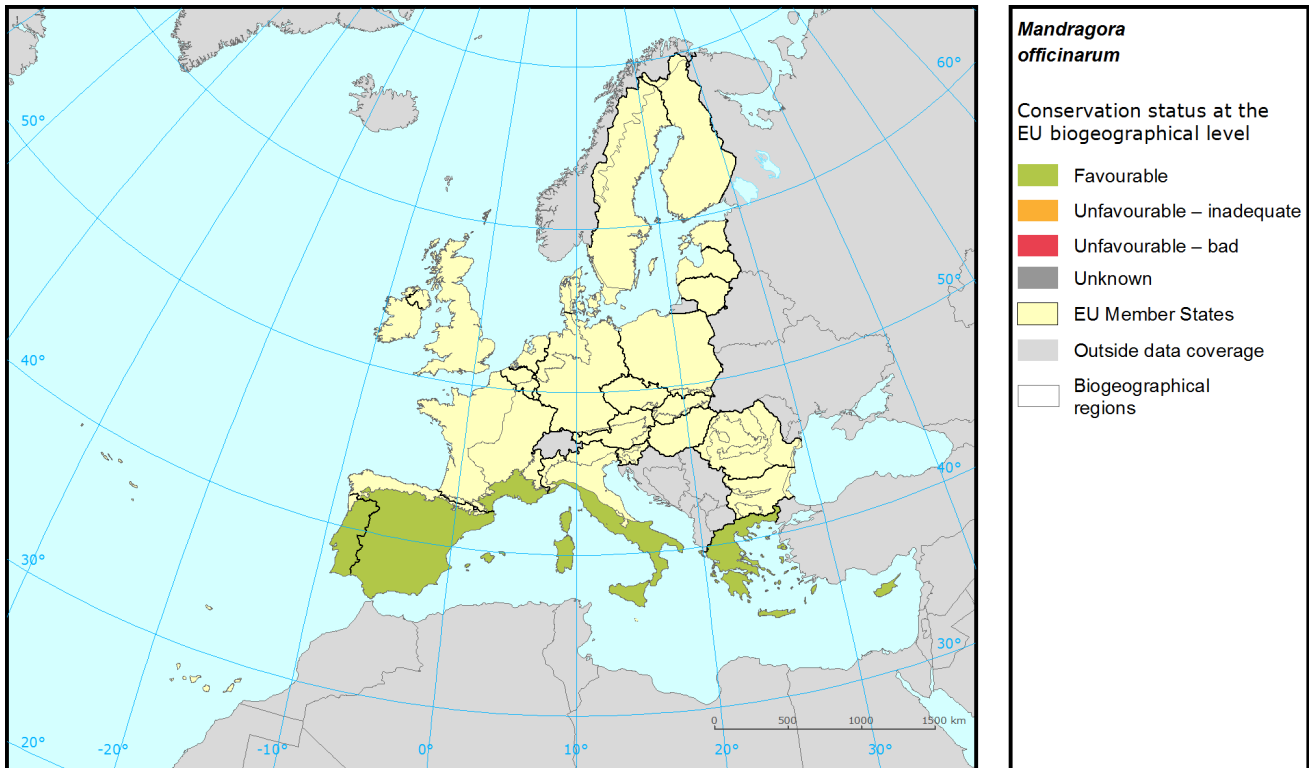 Mandragora
officinarum
Conservation status at the
EU biogeographical level
Favourable
Unfavourable – inadequate
Unfavourable – bad
Unknown
EU Member States
Outside data coverage
Biogeographical
regions
60°
50°
50°
40°
40°
30°
30°
20°
-20°
-10°
0°
10°
20°
30°
0
500
1000
1500 km